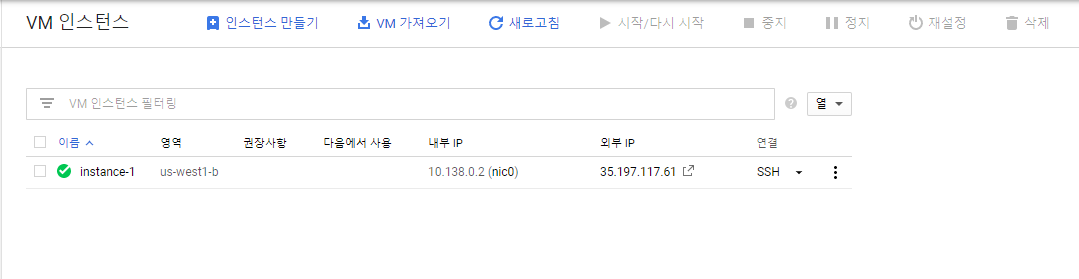 VM 인스턴스 인스턴스 만들기 VM 가져오기 새로고침 시작/다시 시작 중지 정지 재설정 삭제
VM 인스턴스 필터링 ? 열
이름 영역 권장사항 다음에서 사용 내부 IP 외부 IP 연결
instance-1 us-west1-b 10.138.0.2 (nic0) 35.197.117.61 SSH